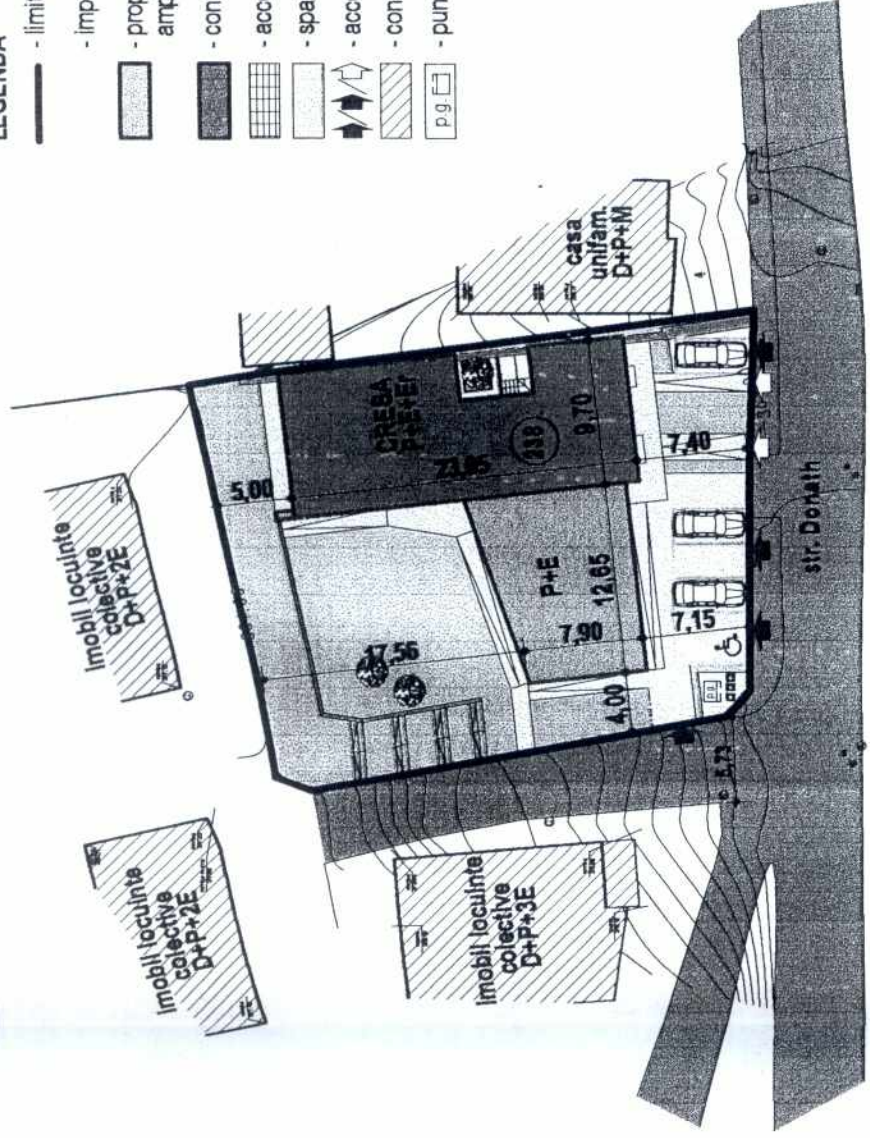 LEGENDA
- limit
- imp
- prop
amp
- con
- acc
- spa
- acc
- con
p.g.
- pun
Imobil locuinte
colective
D+P+2E
Imobil locuinte
colective
D+P+2E
Imobil locuinte
colective
D+P+3E
casa
unifam.
D+P+M
CRESA
P+E+Er
238
P+E
5,00
23,05
9,70
7,40
17,56
7,90
12,65
7,15
4,00
p.g.
str. Donath